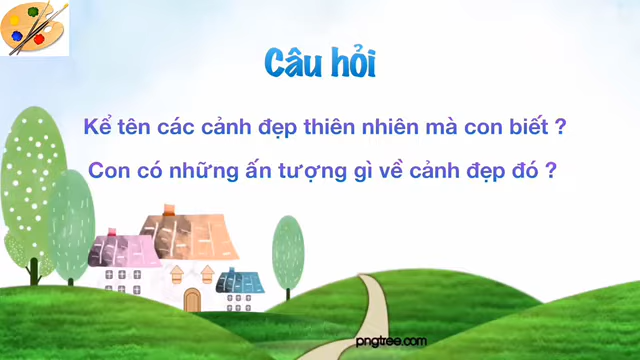 Câu hỏi
Kể tên các cảnh đẹp thiên nhiên mà con biết ?
Con có những ấn tượng gì về cảnh đẹp đó ?
pngtree.com